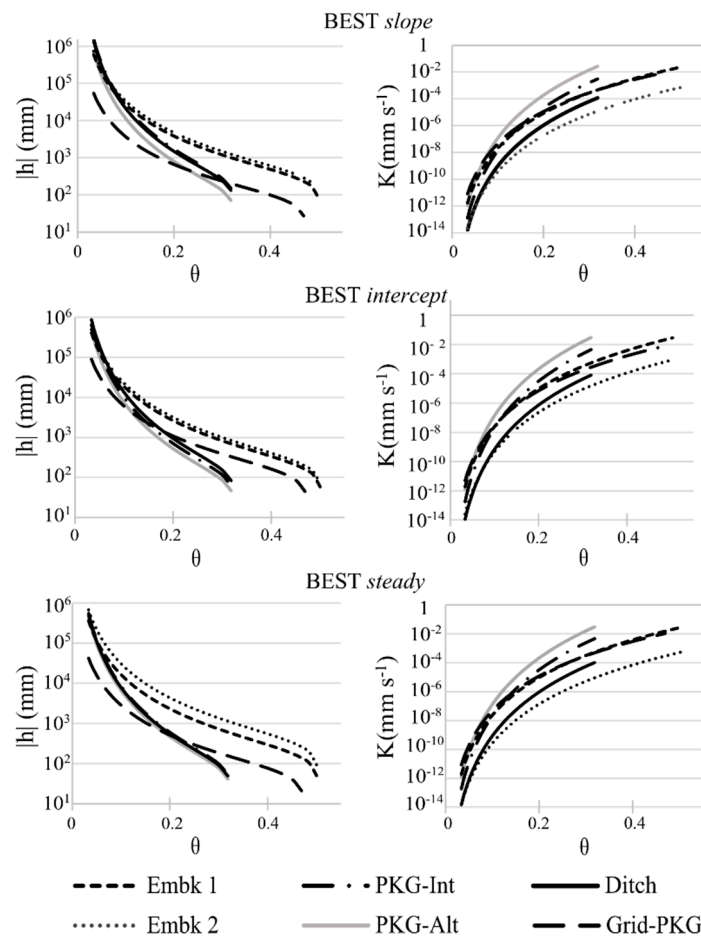 BEST slope
10⁶
10⁵
10⁴
10³
10²
10¹
|h| (mm)
0 0.2 0.4
θ
1
10⁻²
10⁻⁴
10⁻⁶
10⁻⁸
10⁻¹⁰
10⁻¹²
10⁻¹⁴
K(mm s⁻¹)
0 0.2 0.4
θ
BEST intercept
10⁶
10⁵
10⁴
10³
10²
10¹
|h| (mm)
0 0.2 0.4
θ
1
10⁻²
10⁻⁴
10⁻⁶
10⁻⁸
10⁻¹⁰
10⁻¹²
10⁻¹⁴
K(mm s⁻¹)
0 0.2 0.4
θ
BEST steady
10⁶
10⁵
10⁴
10³
10²
10¹
|h| (mm)
0 0.2 0.4
θ
1
10⁻²
10⁻⁴
10⁻⁶
10⁻⁸
10⁻¹⁰
10⁻¹²
10⁻¹⁴
K(mm s⁻¹)
0 0.2 0.4
θ
Embk 1 PKG-Int Ditch
Embk 2 PKG-Alt Grid-PKG